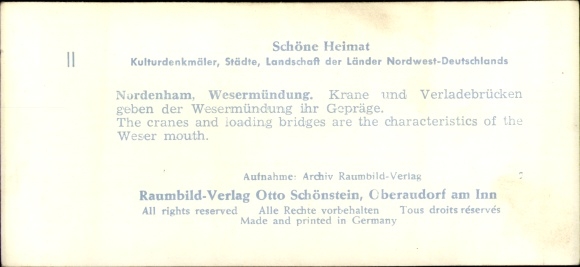 II
Schöne Heimat
Kulturdenkmäler, Städte, Landschaft der Länder Nordwest-Deutschlands
Nordenham, Wesermündung. Krane und Verladebrücken
geben der Wesermündung ihr Gepräge.
The cranes and loading bridges are the characteristics of the
Weser mouth.
Aufnahme: Archiv Raumbild-Verlag
Raumbild-Verlag Otto Schönstein, Oberaudorf am Inn
All rights reserved Alle Rechte vorbehalten Tous droits réservés
Made and printed in Germany